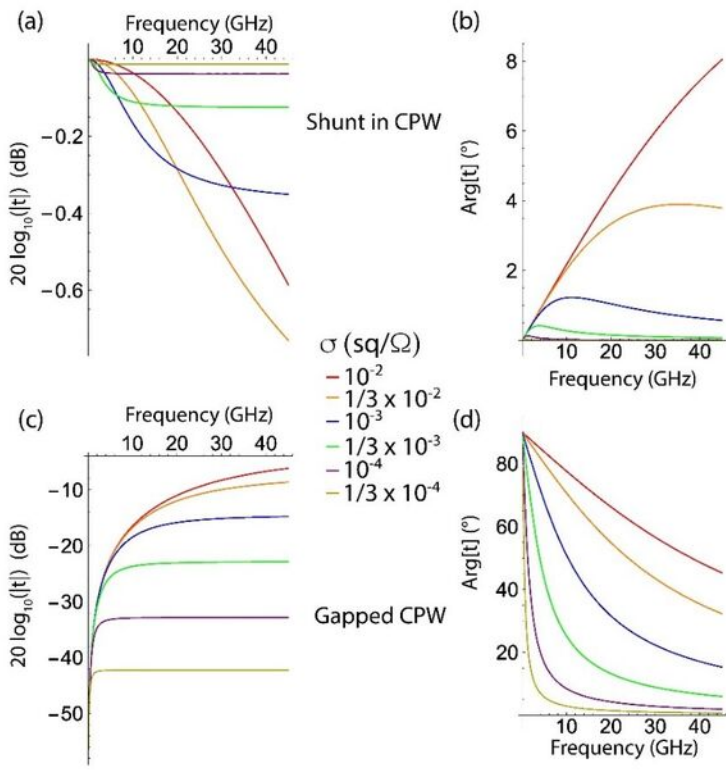 (a)
Frequency (GHz)
10 20 30 40
-0.2
-0.4
-0.6
20 log₁₀(|t|) (dB)
Shunt in CPW
(b)
8
6
4
2
Arg[t] (°)
10 20 30 40
Frequency (GHz)
σ (sq/Ω)
10⁻²
1/3 x 10⁻²
10⁻³
1/3 x 10⁻³
10⁻⁴
1/3 x 10⁻⁴
(c)
Frequency (GHz)
10 20 30 40
-10
-20
-30
-40
-50
20 log₁₀(|t|) (dB)
Gapped CPW
(d)
80
60
40
20
Arg[t] (°)
10 20 30 40
Frequency (GHz)